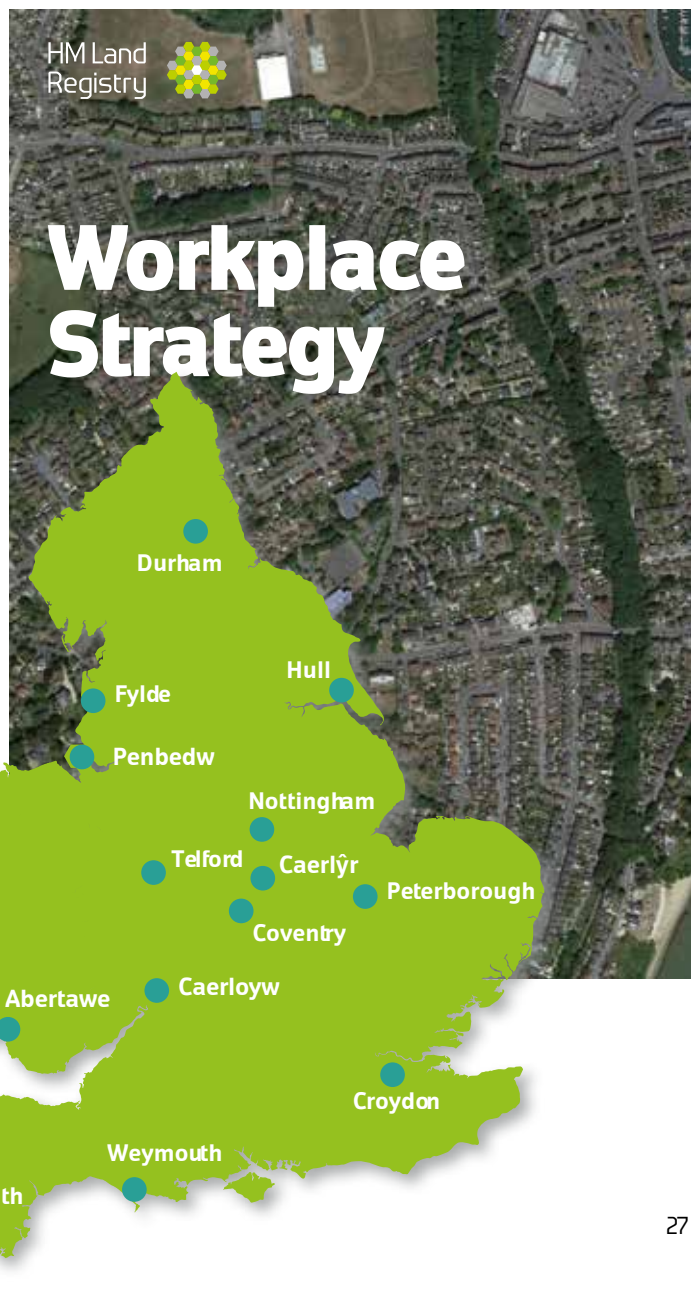 HM Land
Registry
Workplace
Strategy
Durham
Hull
Fylde
Penbedw
Nottingham
Telford
Caerlŷr
Peterborough
Coventry
Caerloyw
Abertawe
Croydon
Weymouth
th
27